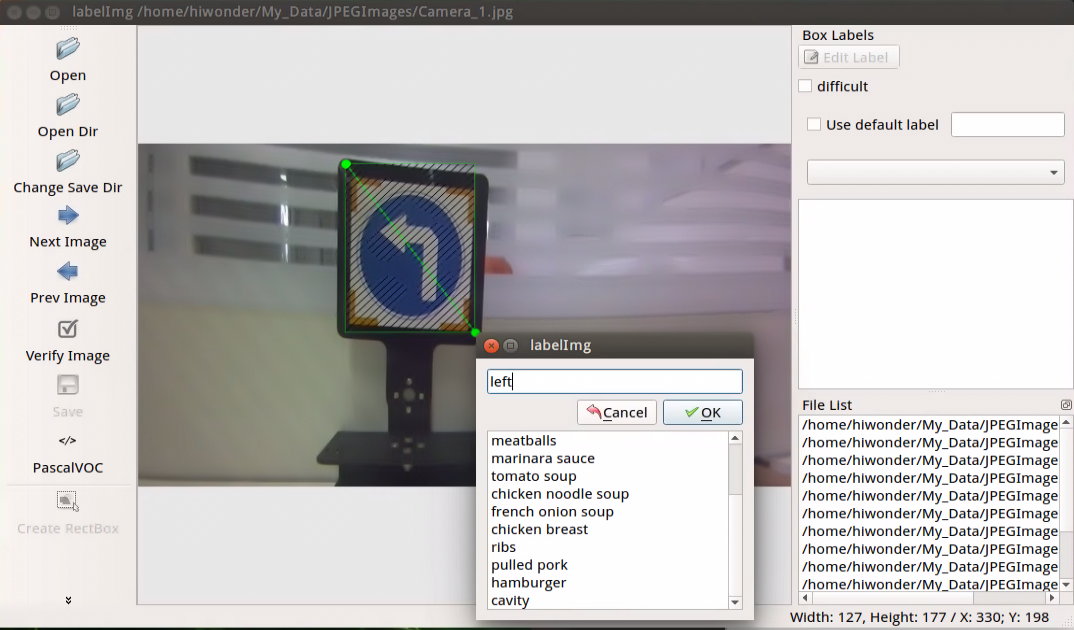 labelImg /home/hiwonder/My_Data/JPEGImages/Camera_1.jpg
Open
Open Dir
Change Save Dir
Next Image
Prev Image
Verify Image
Save
</>
PascalVOC
Create RectBox
Box Labels
Edit Label
difficult
Use default label
labelImg
left
Cancel
OK
meatballs
marinara sauce
tomato soup
chicken noodle soup
french onion soup
chicken breast
ribs
pulled pork
hamburger
cavity
File List
/home/hiwonder/My_Data/JPEGImage
/home/hiwonder/My_Data/JPEGImage
/home/hiwonder/My_Data/JPEGImage
/home/hiwonder/My_Data/JPEGImage
/home/hiwonder/My_Data/JPEGImage
/home/hiwonder/My_Data/JPEGImage
/home/hiwonder/My_Data/JPEGImage
/home/hiwonder/My_Data/JPEGImage
/home/hiwonder/My_Data/JPEGImage
/home/hiwonder/My_Data/JPEGImage
Width: 127, Height: 177 / X: 330; Y: 198